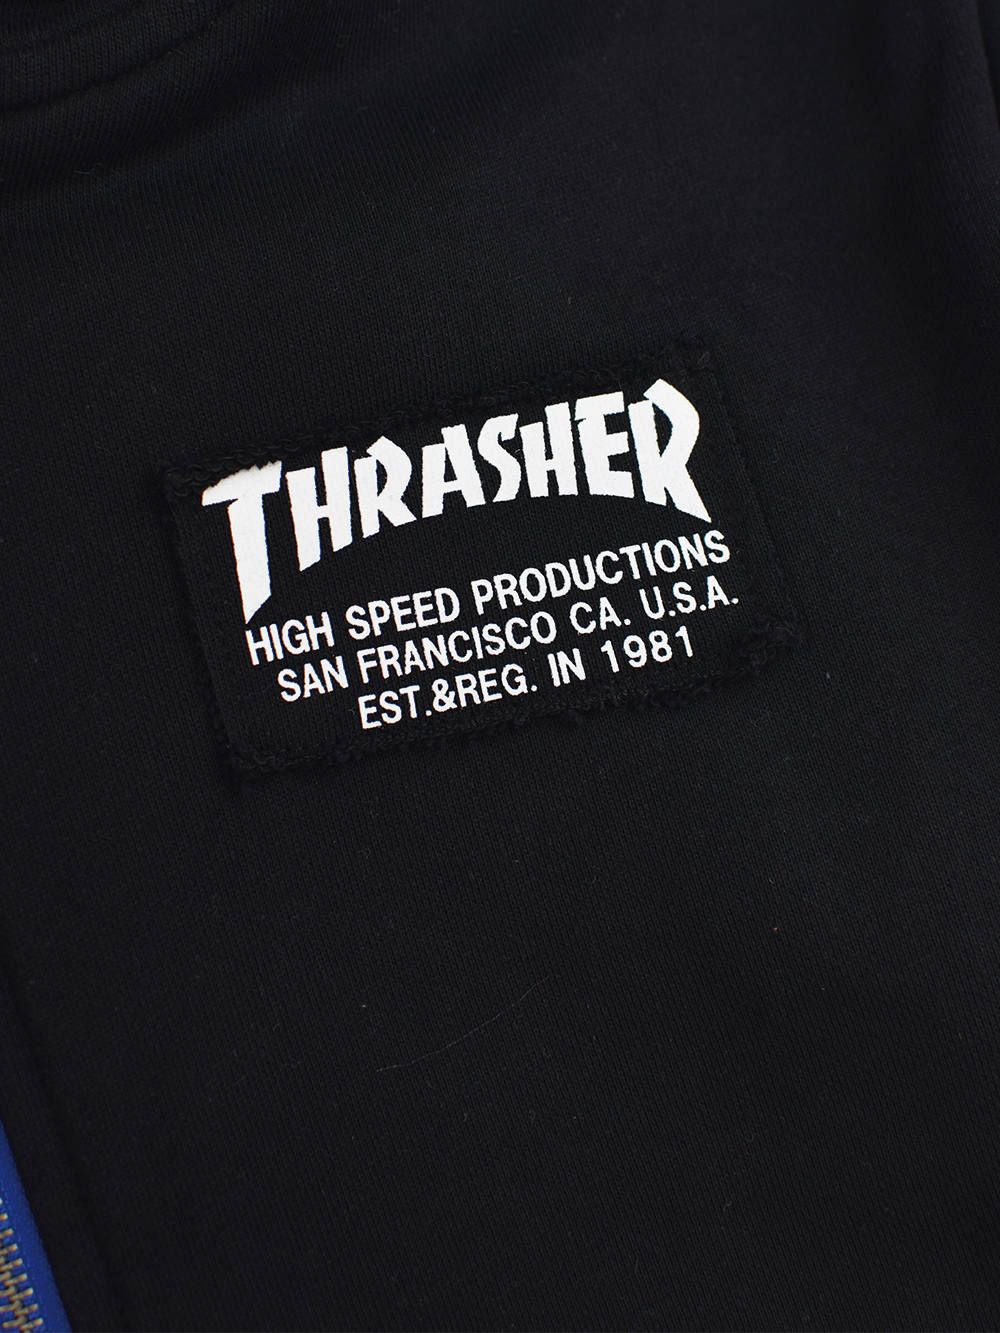 THRASHER
HIGH SPEED PRODUCTIONS
SAN FRANCISCO CA. U.S.A.
EST.&REG. IN 1981